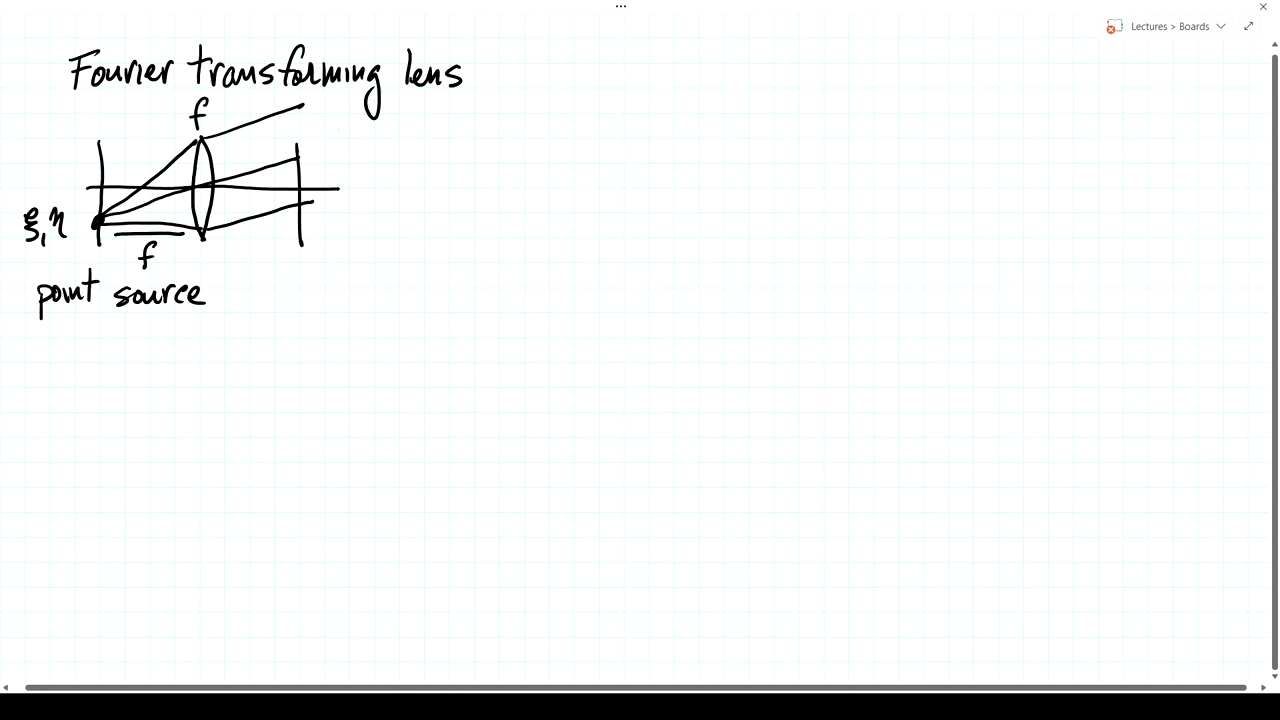 Lectures > Boards
Fourier transforming lens
f
ξ, η
f
point source